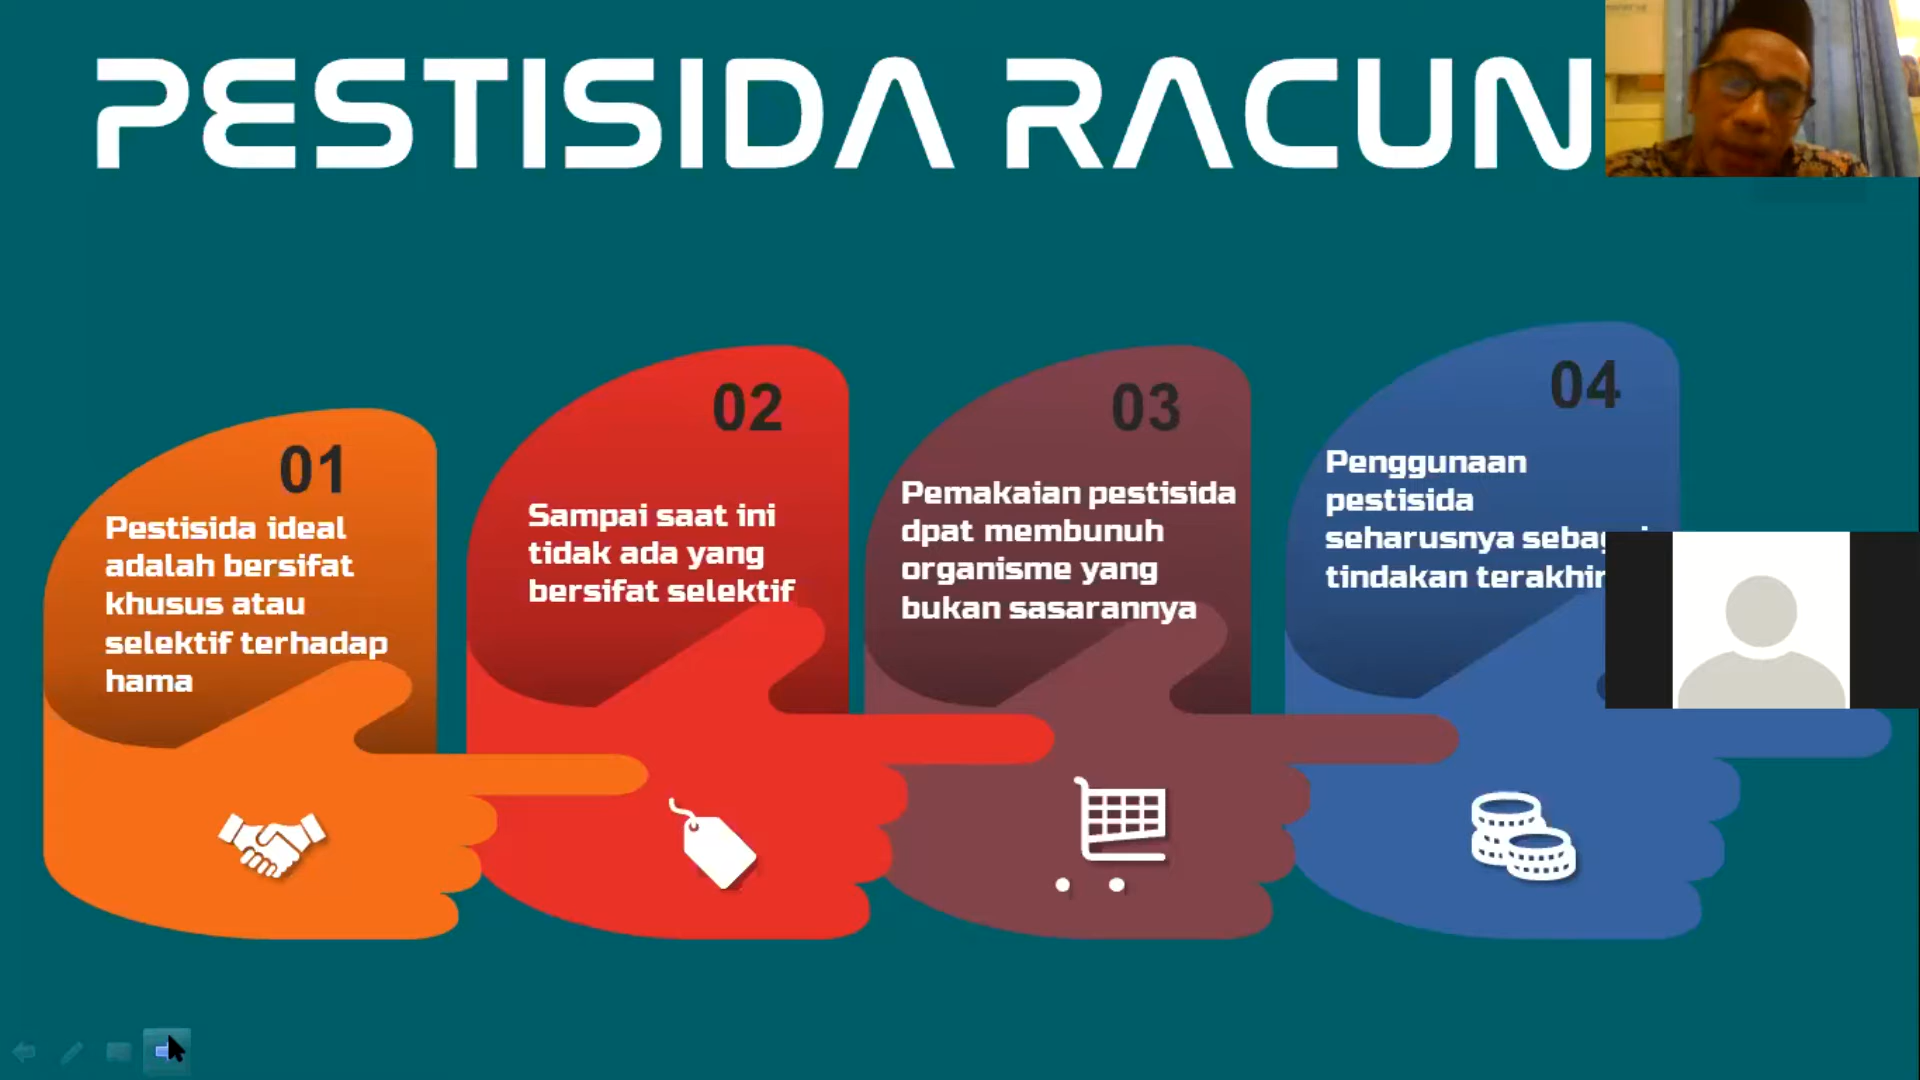 PESTISIDA RACUN
01
Pestisida ideal
adalah bersifat
khusus atau
selektif terhadap
hama
02
Sampai saat ini
tidak ada yang
bersifat selektif
03
Pemakaian pestisida
dpat membunuh
organisme yang
bukan sasarannya
04
Penggunaan
pestisida
seharusnya
tindakan terakhir